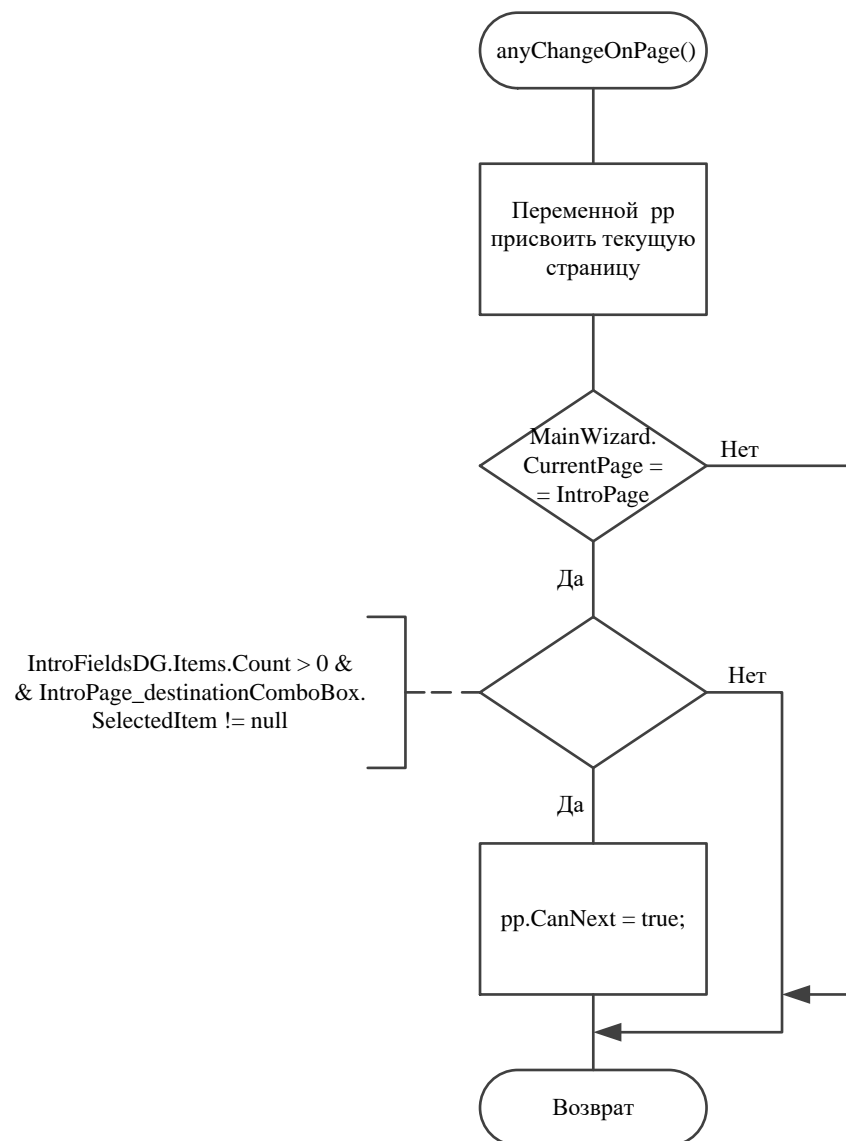 anyChangeOnPage()
Переменной pp
присвоить текущую
страницу
MainWizard.
CurrentPage =
= IntroPage
Нет
Да
IntroFieldsDG.Items.Count > 0 &
& IntroPage_destinationComboBox.
SelectedItem != null
Нет
Да
pp.CanNext = true;
Возврат